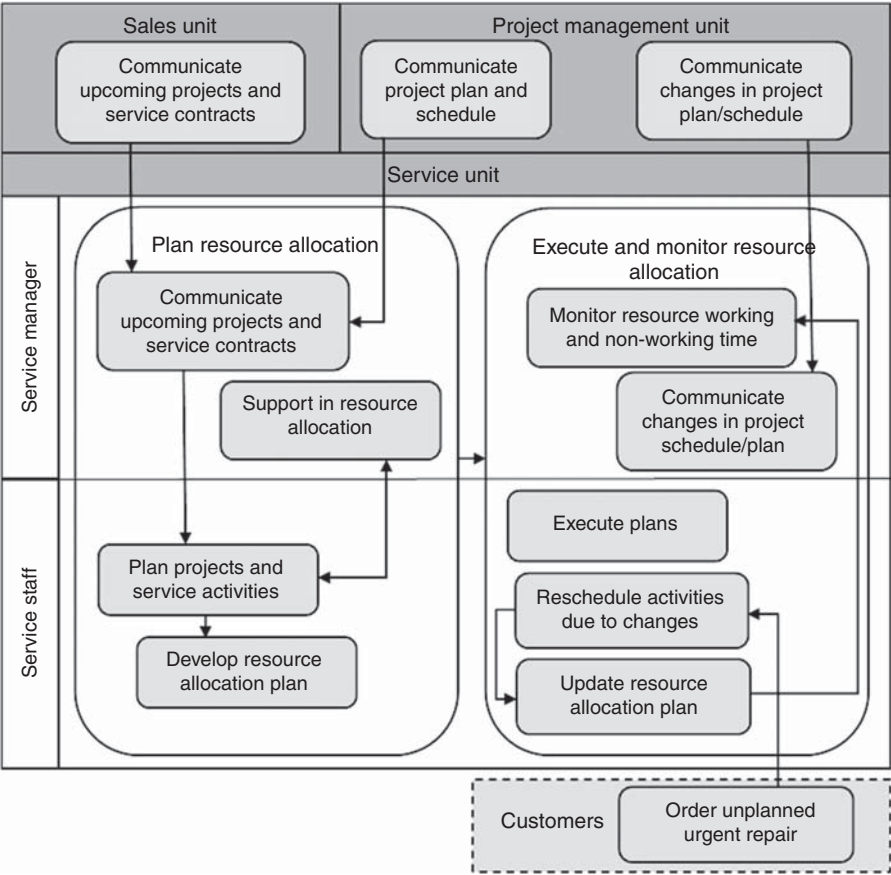 Sales unit
Project management unit
Communicate
upcoming projects and
service contracts
Communicate
project plan and
schedule
Communicate
changes in project
plan/schedule
Service unit
Service manager
Plan resource allocation
Communicate
upcoming projects and
service contracts
Support in resource
allocation
Execute and monitor resource
allocation
Monitor resource working
and non-working time
Communicate
changes in project
schedule/plan
Service staff
Plan projects and
service activities
Develop resource
allocation plan
Execute plans
Reschedule activities
due to changes
Update resource
allocation plan
Customers
Order unplanned
urgent repair